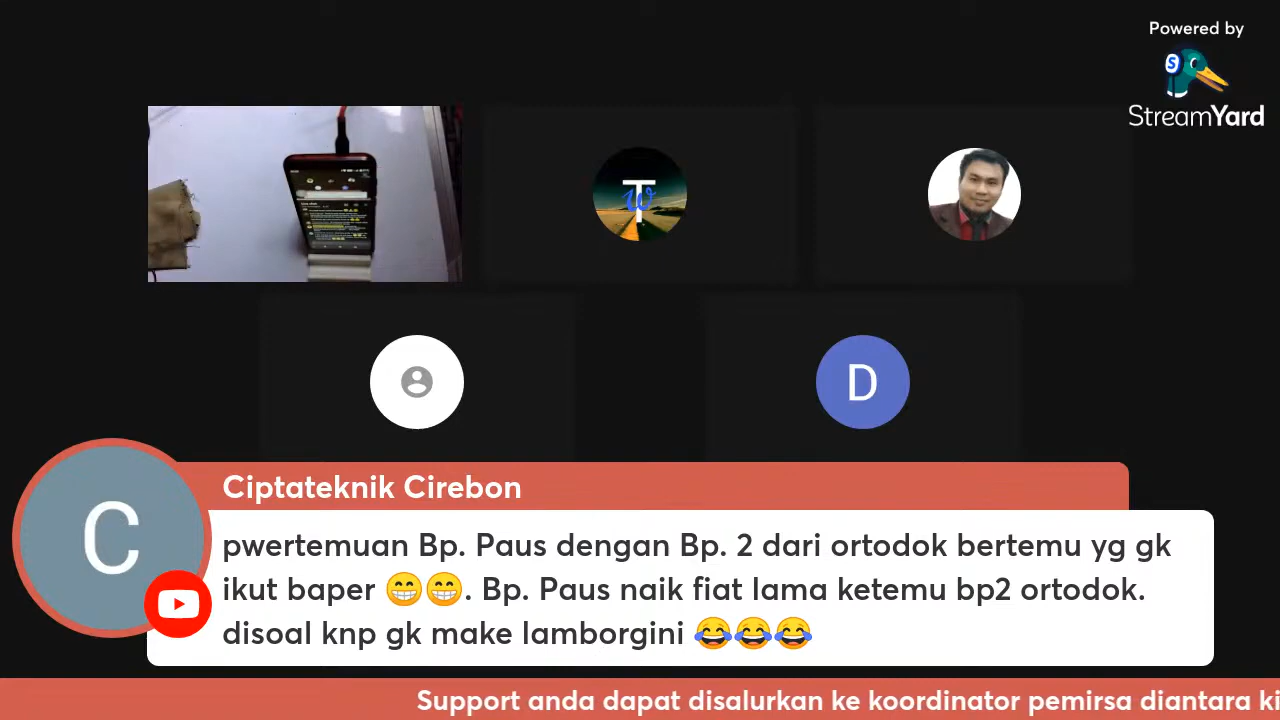 Powered by
S
StreamYard
T
w
D
C
Ciptateknik Cirebon
pwertemuan Bp. Paus dengan Bp. 2 dari ortodok bertemu yg gk
ikut baper 😁😁. Bp. Paus naik fiat lama ketemu bp2 ortodok.
disoal knp gk make lamborgini 😂😂😂
Support anda dapat disalurkan ke koordinator pemirsa diantara ki